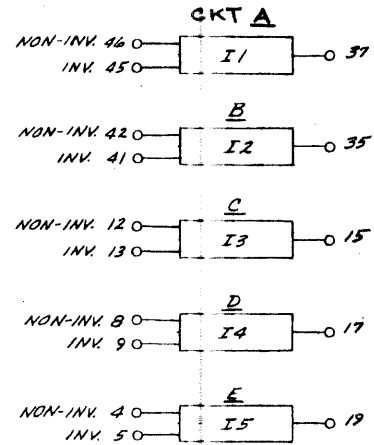 CKT A
NON-INV. 46 I1 37
INV. 45
B
NON-INV. 42 I2 35
INV. 41
C
NON-INV. 12 I3 15
INV. 13
D
NON-INV. 8 I4 17
INV. 9
E
NON-INV. 4 I5 19
INV. 5